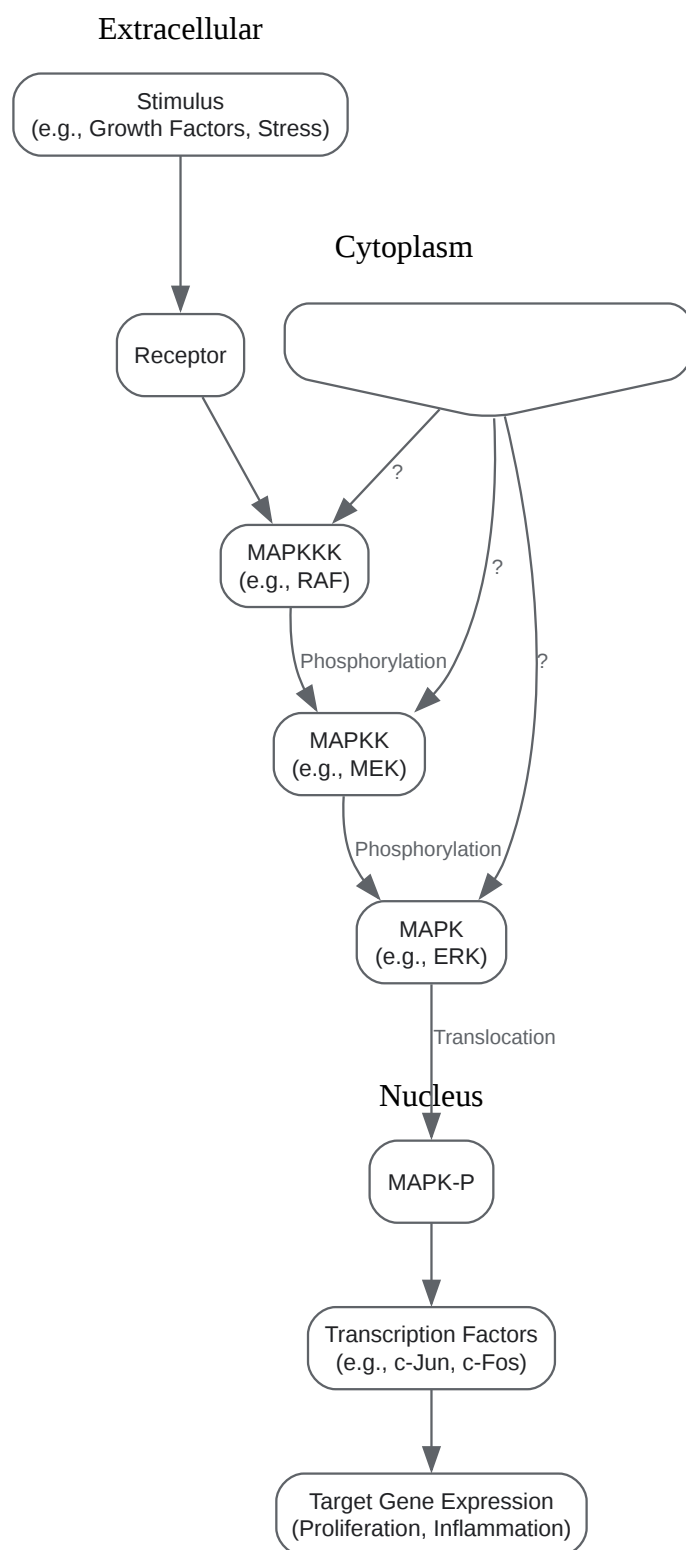 Extracellular
Stimulus
(e.g., Growth Factors, Stress)
Cytoplasm
Receptor
?
MAPKKK
(e.g., RAF)
?
Phosphorylation
?
MAPKK
(e.g., MEK)
Phosphorylation
MAPK
(e.g., ERK)
Translocation
Nucleus
MAPK-P
Transcription Factors
(e.g., c-Jun, c-Fos)
Target Gene Expression
(Proliferation, Inflammation)